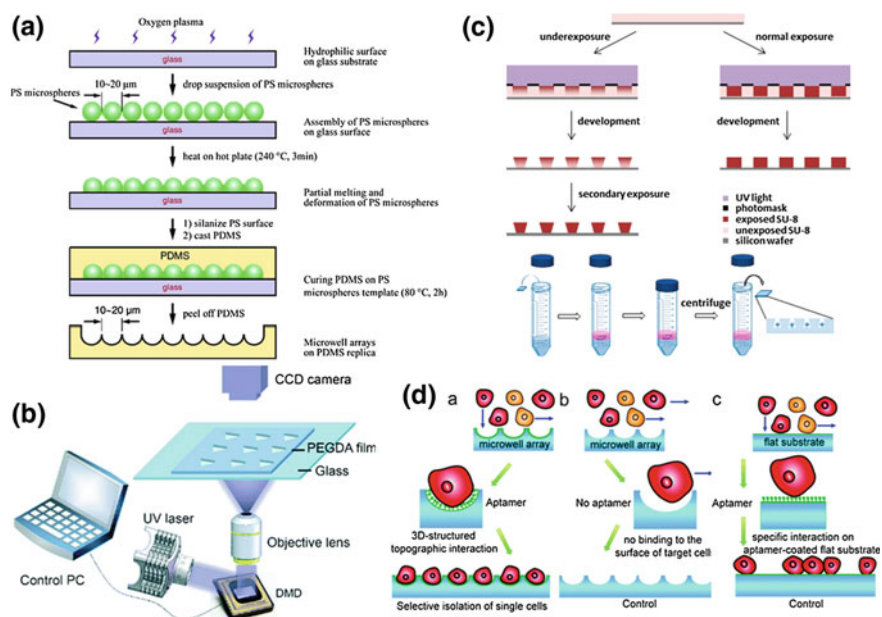 (a)
Oxygen plasma
glass
Hydrophilic surface
on glass substrate
drop suspension of PS microspheres
10~20 μm
PS microspheres
glass
Assembly of PS microspheres
on glass surface
heat on hot plate (240 °C, 3min)
glass
Partial melting and
deformation of PS microspheres
1) silanize PS surface
2) cast PDMS
PDMS
glass
Curing PDMS on PS
microspheres template (80 °C, 2h)
10~20 μm
peel off PDMS
Microwell arrays
on PDMS replica
(b)
CCD camera
PEGDA film
Glass
UV laser
Objective lens
Control PC
DMD
(c)
underexposure
normal exposure
development
development
secondary exposure
UV light
photomask
exposed SU-8
unexposed SU-8
silicon wafer
centrifuge
(d)
a
b
c
microwell array
microwell array
flat substrate
Aptamer
No aptamer
Aptamer
3D-structured
topographic interaction
no binding to the
surface of target cell
specific interaction on
aptamer-coated flat substrate
Selective isolation of single cells
Control
Control